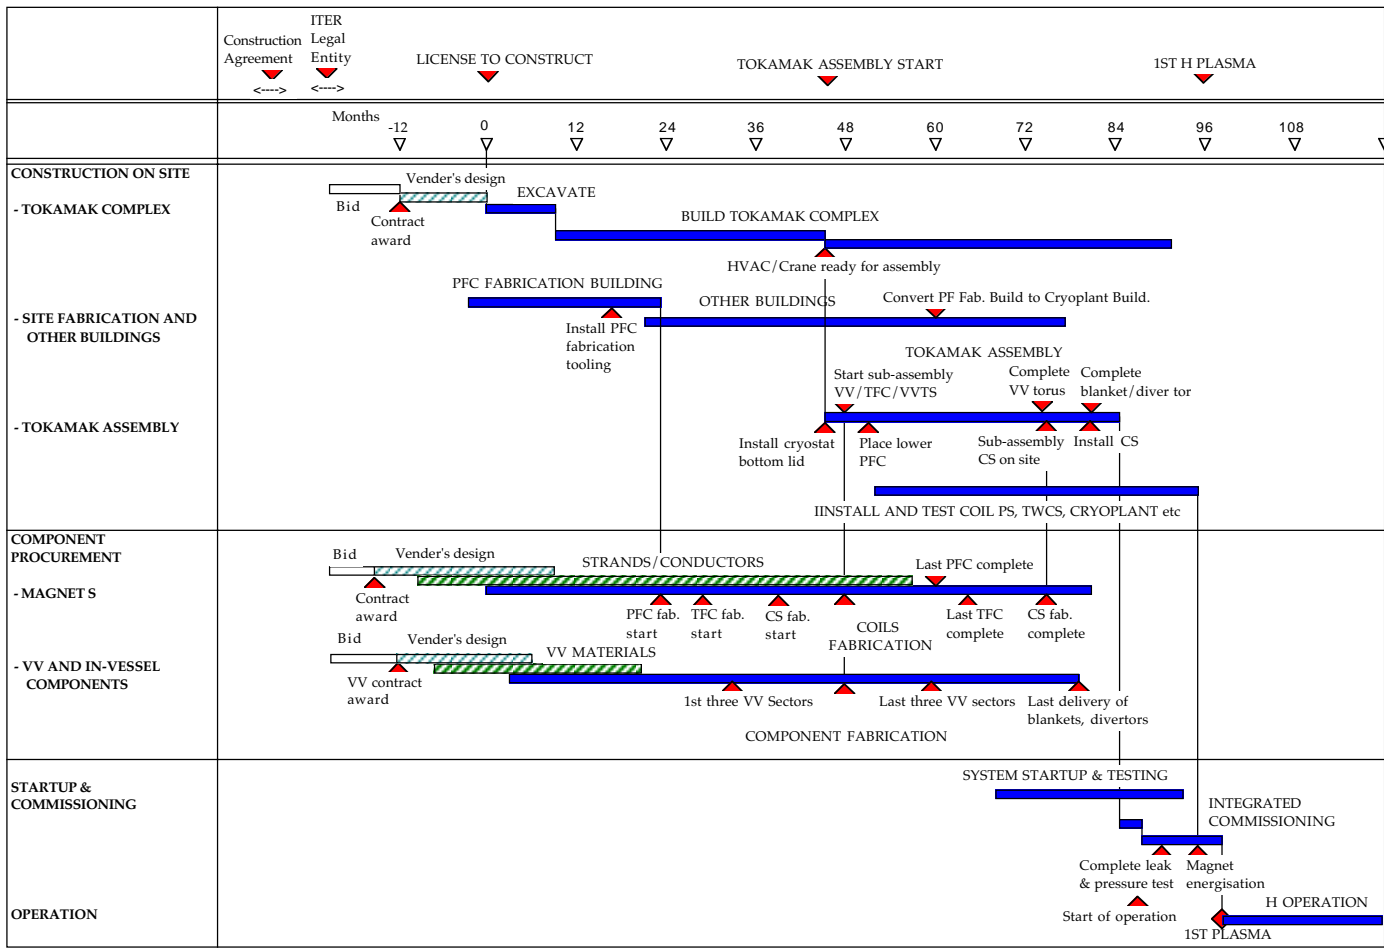 Construction
Agreement
ITER
Legal
Entity
LICENSE TO CONSTRUCT
TOKAMAK ASSEMBLY START
1ST H PLASMA
<---->
<---->
Months
-12 0 12 24 36 48 60 72 84 96 108
CONSTRUCTION ON SITE
- TOKAMAK COMPLEX
Bid
Vender's design
Contract
award
EXCAVATE
BUILD TOKAMAK COMPLEX
HVAC/Crane ready for assembly
- SITE FABRICATION AND
OTHER BUILDINGS
PFC FABRICATION BUILDING
Install PFC
fabrication
tooling
OTHER BUILDINGS
Convert PF Fab. Build to Cryoplant Build.
- TOKAMAK ASSEMBLY
TOKAMAK ASSEMBLY
Start sub-assembly
VV/TFC/VVTS
Complete
VV torus
Complete
blanket/diver tor
Install cryostat
bottom lid
Place lower
PFC
Sub-assembly
CS on site
Install CS
IINSTALL AND TEST COIL PS, TWCS, CRYOPLANT etc
COMPONENT
PROCUREMENT
- MAGNET S
Bid
Vender's design
STRANDS/CONDUCTORS
Last PFC complete
Contract
award
PFC fab.
start
TFC fab.
start
CS fab.
start
COILS
FABRICATION
Last TFC
complete
CS fab.
complete
- VV AND IN-VESSEL
COMPONENTS
Bid
Vender's design
VV MATERIALS
VV contract
award
1st three VV Sectors
Last three VV sectors
Last delivery of
blankets, divertors
COMPONENT FABRICATION
STARTUP &
COMMISSIONING
SYSTEM STARTUP & TESTING
INTEGRATED
COMMISSIONING
Complete leak
& pressure test
Magnet
energisation
Start of operation
OPERATION
H OPERATION
1ST PLASMA